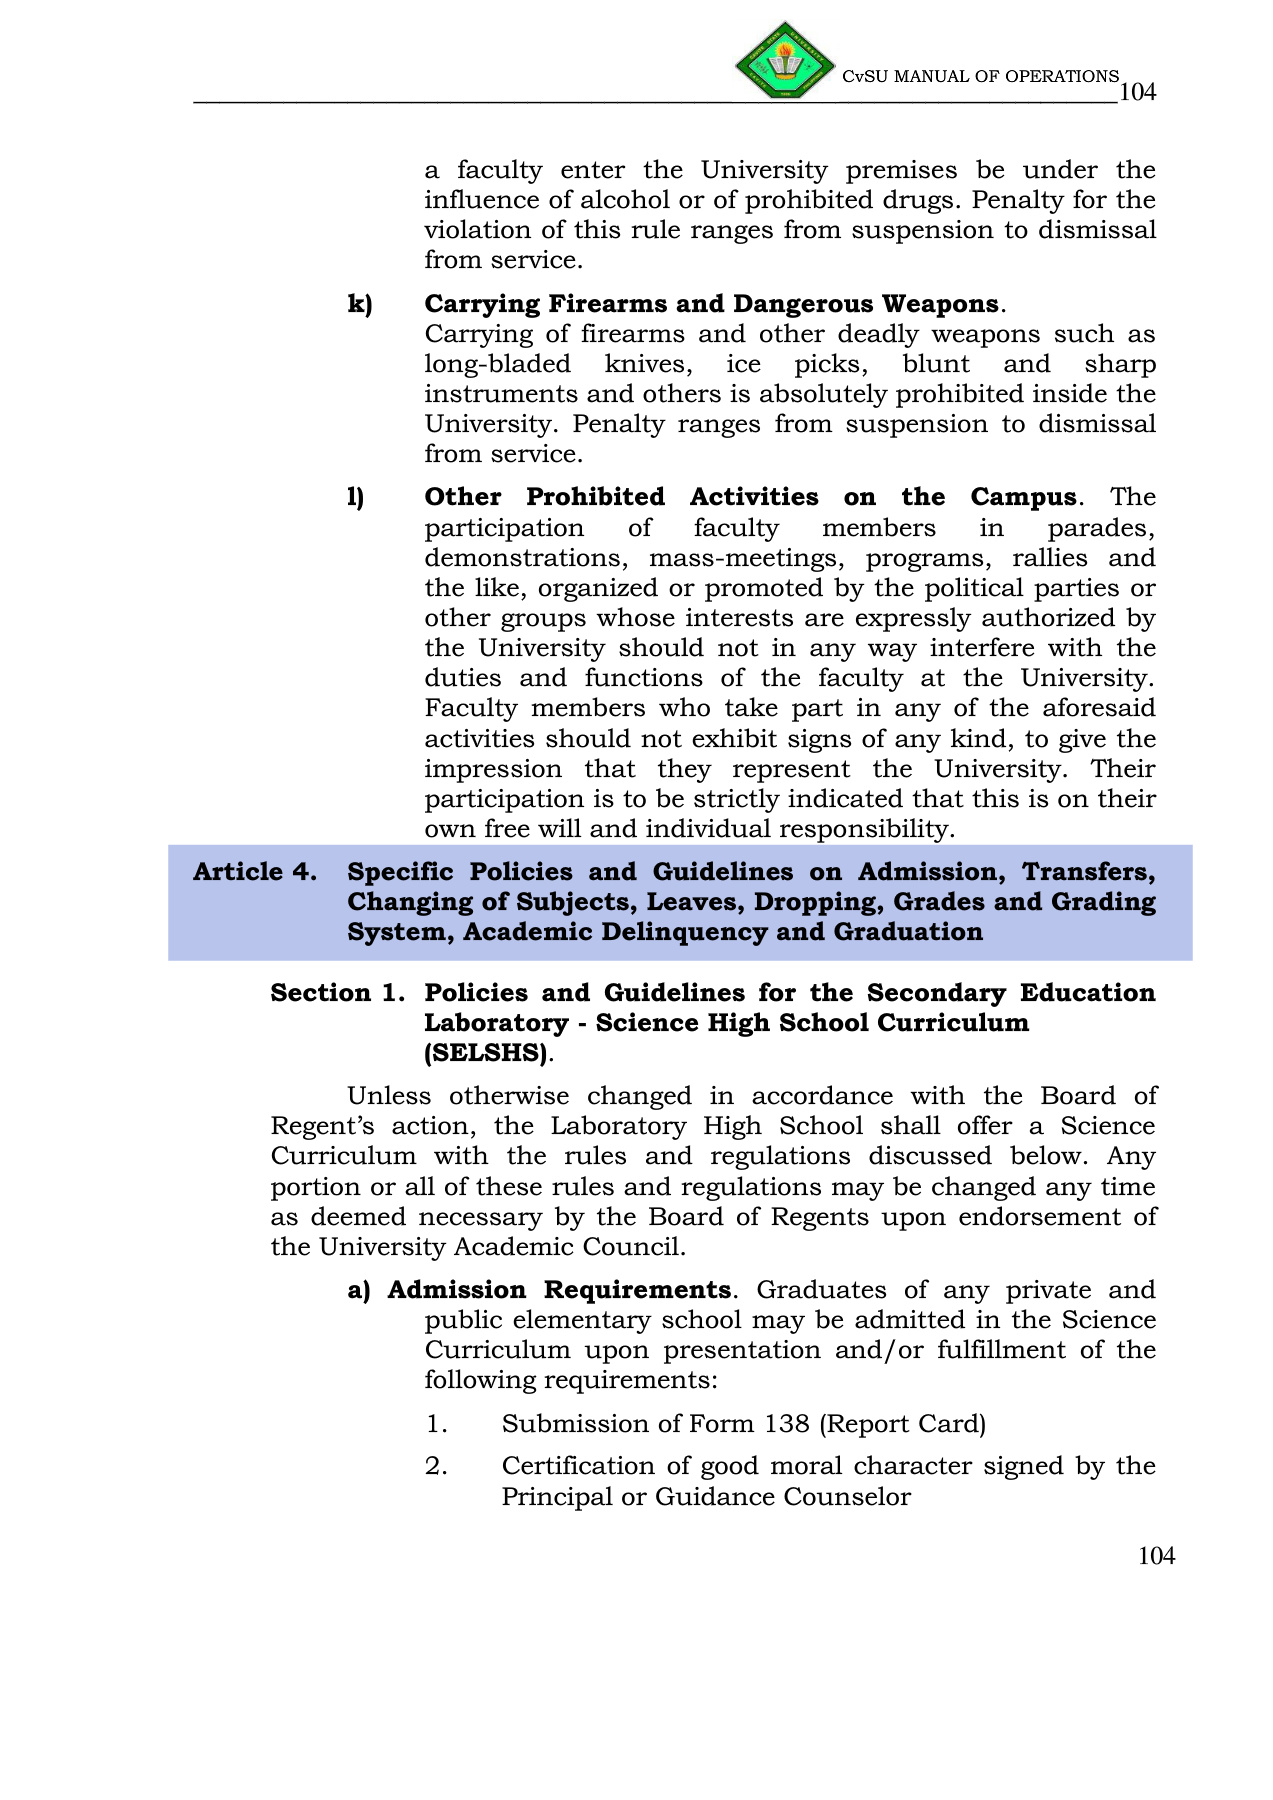 CvSU MANUAL OF OPERATIONS
104
a faculty enter the University premises be under the
influence of alcohol or of prohibited drugs. Penalty for the
violation of this rule ranges from suspension to dismissal
from service.
k) Carrying Firearms and Dangerous Weapons.
Carrying of firearms and other deadly weapons such as
long-bladed knives, ice picks, blunt and sharp
instruments and others is absolutely prohibited inside the
University. Penalty ranges from suspension to dismissal
from service.
l) Other Prohibited Activities on the Campus. The
participation of faculty members in parades,
demonstrations, mass-meetings, programs, rallies and
the like, organized or promoted by the political parties or
other groups whose interests are expressly authorized by
the University should not in any way interfere with the
duties and functions of the faculty at the University.
Faculty members who take part in any of the aforesaid
activities should not exhibit signs of any kind, to give the
impression that they represent the University. Their
participation is to be strictly indicated that this is on their
own free will and individual responsibility.
Article 4. Specific Policies and Guidelines on Admission, Transfers,
Changing of Subjects, Leaves, Dropping, Grades and Grading
System, Academic Delinquency and Graduation
Section 1. Policies and Guidelines for the Secondary Education
Laboratory - Science High School Curriculum
(SELSHS).
Unless otherwise changed in accordance with the Board of
Regent’s action, the Laboratory High School shall offer a Science
Curriculum with the rules and regulations discussed below. Any
portion or all of these rules and regulations may be changed any time
as deemed necessary by the Board of Regents upon endorsement of
the University Academic Council.
a) Admission Requirements. Graduates of any private and
public elementary school may be admitted in the Science
Curriculum upon presentation and/or fulfillment of the
following requirements:
1. Submission of Form 138 (Report Card)
2. Certification of good moral character signed by the
Principal or Guidance Counselor
104